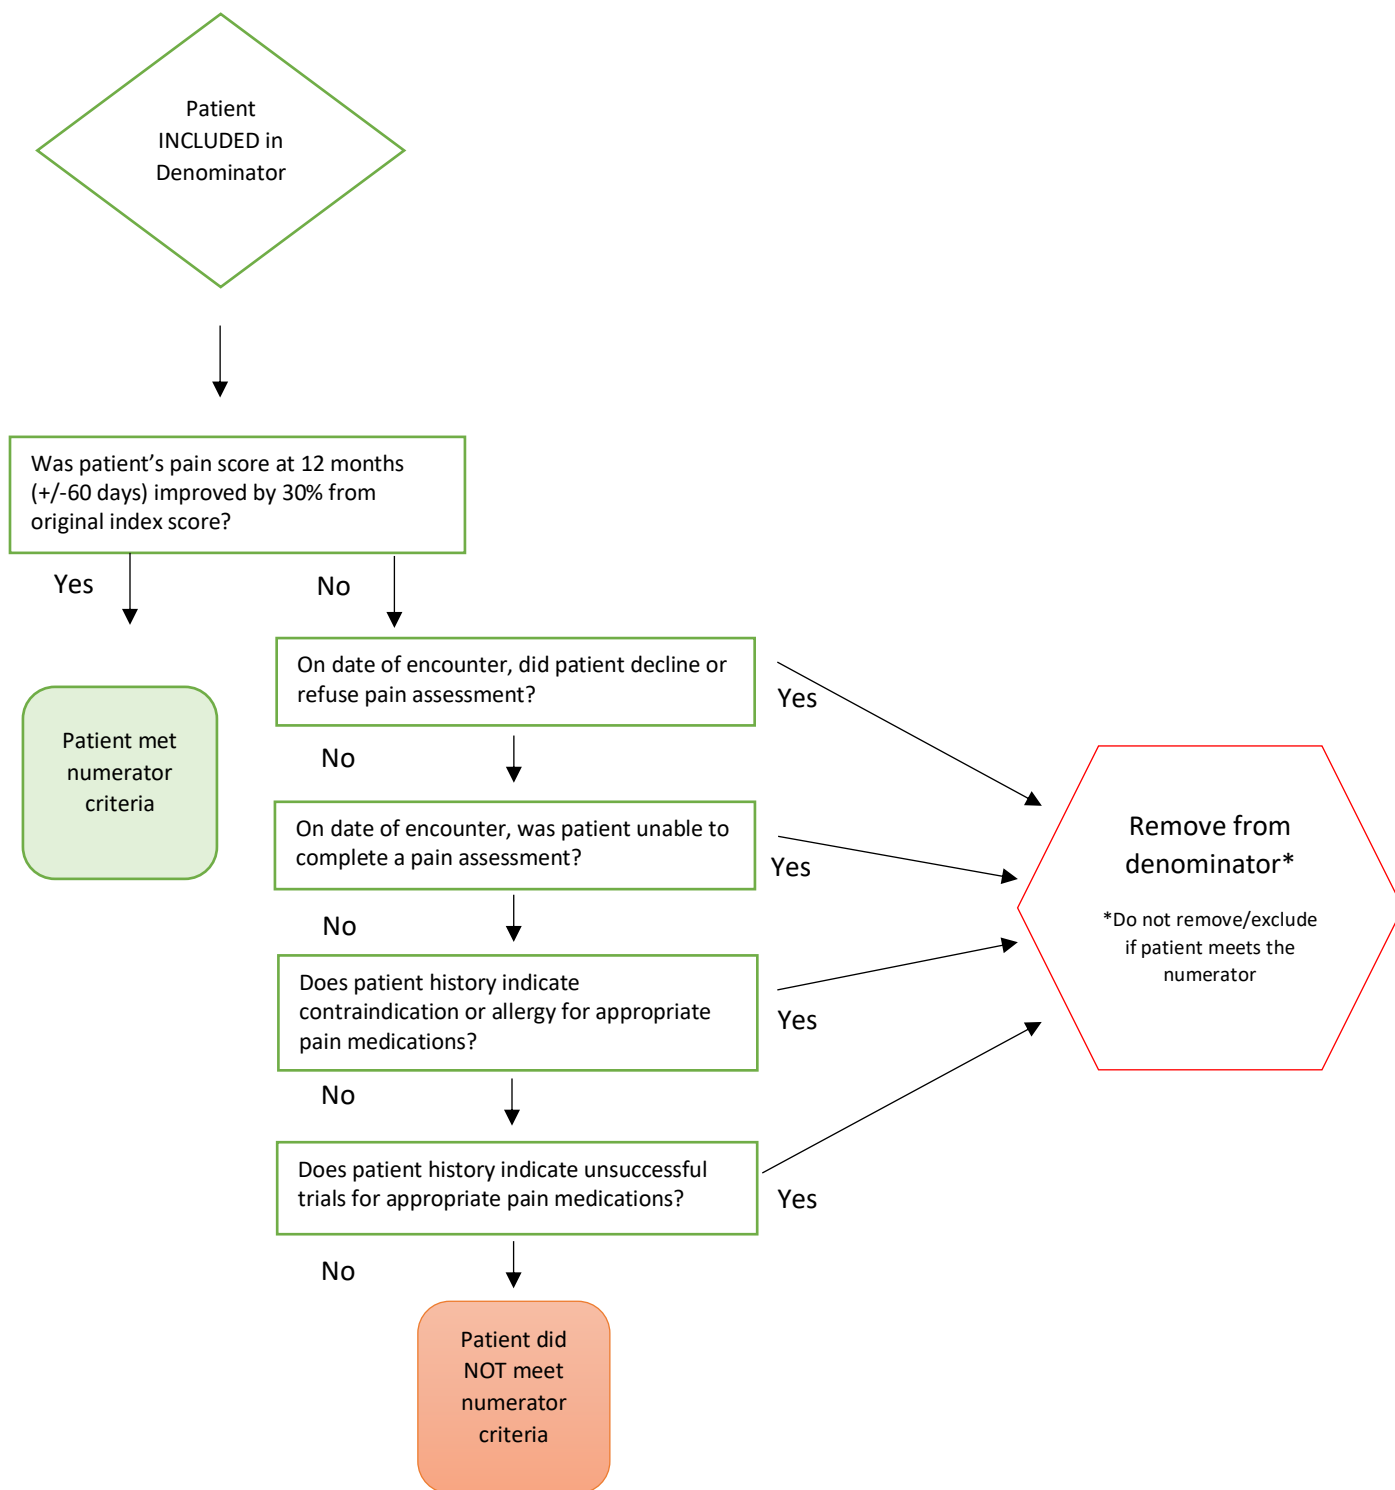 Patient
INCLUDED in
Denominator
Was patient’s pain score at 12 months
(+/-60 days) improved by 30% from
original index score?
Yes
No
Patient met
numerator
criteria
On date of encounter, did patient decline or
refuse pain assessment?
Yes
No
On date of encounter, was patient unable to
complete a pain assessment?
Yes
No
Does patient history indicate
contraindication or allergy for appropriate
pain medications?
Yes
No
Does patient history indicate unsuccessful
trials for appropriate pain medications?
Yes
No
Remove from
denominator*
*Do not remove/exclude
if patient meets the
numerator
Patient did
NOT meet
numerator
criteria